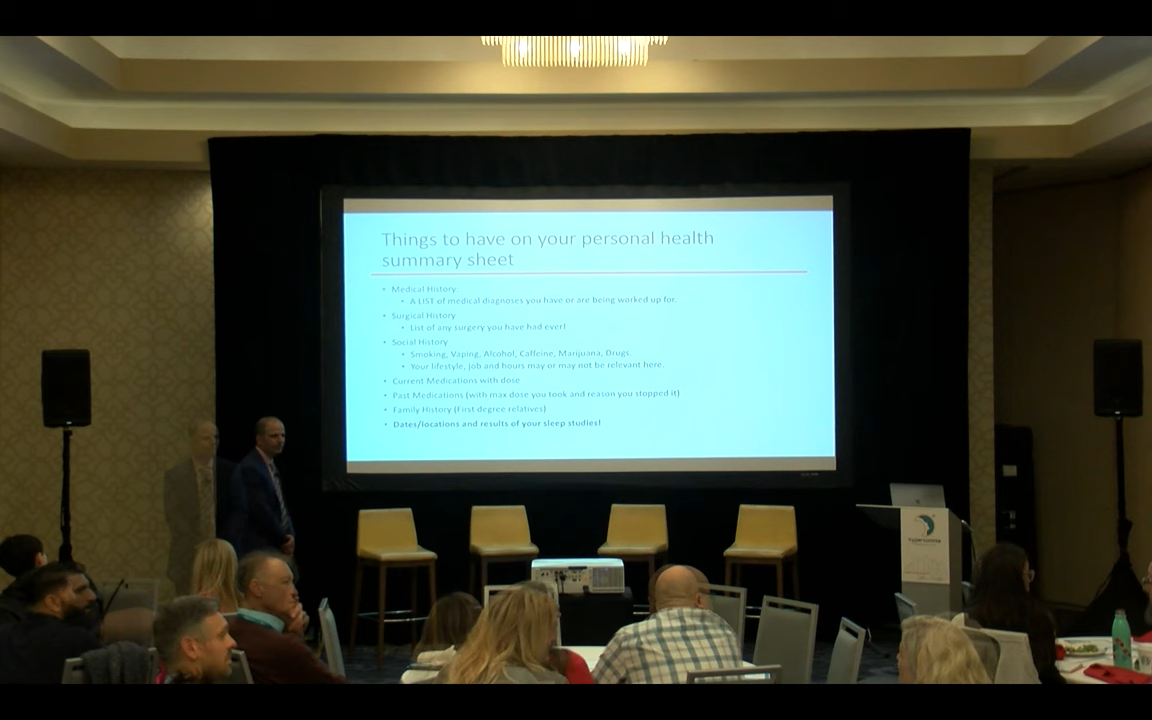 Things to have on your personal health
summary sheet
• Medical History
• A LIST of medical diagnoses you have or are being worked up for.
• Surgical History
• List of any surgery you have had ever!
• Social History
• Smoking, Vaping, Alcohol, Caffeine, Marijuana, Drugs
• Your lifestyle, job and hours may or may not be relevant here.
• Current Medications with dose
• Past Medications (with max dose you took and reason you stopped it)
• Family History (First degree relatives)
• Dates/locations and results of your sleep studies!
hypersomnia